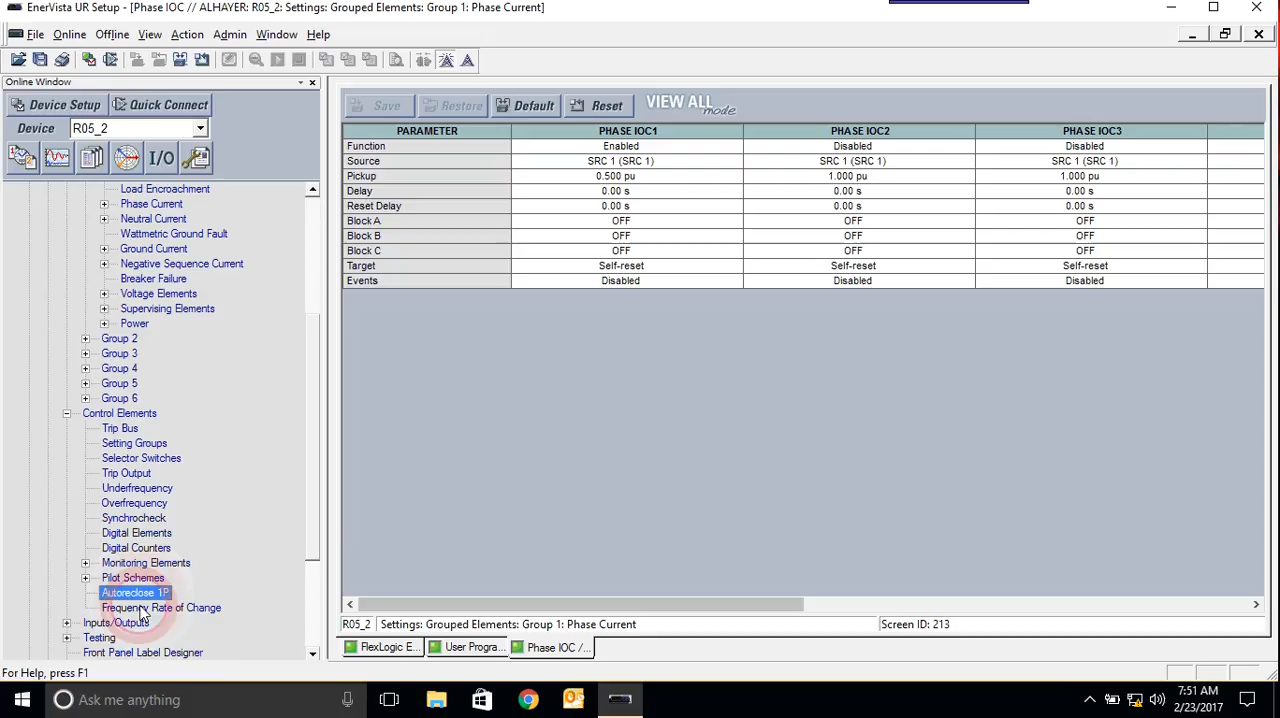 EnerVista UR Setup - [Phase IOC // ALHAYER: R05_2: Settings: Grouped Elements: Group 1: Phase Current]
File Online Offline View Action Admin Window Help
Online Window
Device Setup Quick Connect
Device R05_2
I/O
Load Encroachment
Phase Current
Neutral Current
Wattmetric Ground Fault
Ground Current
Negative Sequence Current
Breaker Failure
Voltage Elements
Supervising Elements
Power
Group 2
Group 3
Group 4
Group 5
Group 6
Control Elements
Trip Bus
Setting Groups
Selector Switches
Trip Output
Underfrequency
Overfrequency
Synchrocheck
Digital Elements
Digital Counters
Monitoring Elements
Pilot Schemes
Autoreclose 1P
Frequency Rate of Change
Inputs/Outputs
Testing
Front Panel Label Designer
Save Restore Default Reset VIEW ALL mode
PARAMETER PHASE IOC1 PHASE IOC2 PHASE IOC3
Function Enabled Disabled Disabled
Source SRC 1 (SRC 1) SRC 1 (SRC 1) SRC 1 (SRC 1)
Pickup 0.500 pu 1.000 pu 1.000 pu
Delay 0.00 s 0.00 s 0.00 s
Reset Delay 0.00 s 0.00 s 0.00 s
Block A OFF OFF OFF
Block B OFF OFF OFF
Block C OFF OFF OFF
Target Self-reset Self-reset Self-reset
Events Disabled Disabled Disabled
R05_2 Settings: Grouped Elements: Group 1: Phase Current Screen ID: 213
FlexLogic E... User Progra... Phase IOC /...
For Help, press F1
Ask me anything
7:51 AM
2/23/2017